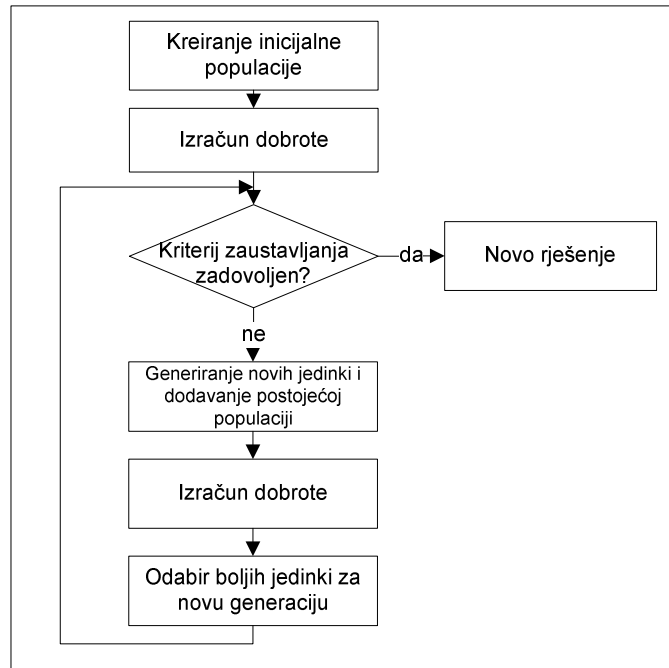 Kreiranje inicijalne
populacije
Izračun dobrote
Kriterij zaustavljanja
zadovoljen?
da
Novo rješenje
ne
Generiranje novih jedinki i
dodavanje postojećoj
populaciji
Izračun dobrote
Odabir boljih jedinki za
novu generaciju